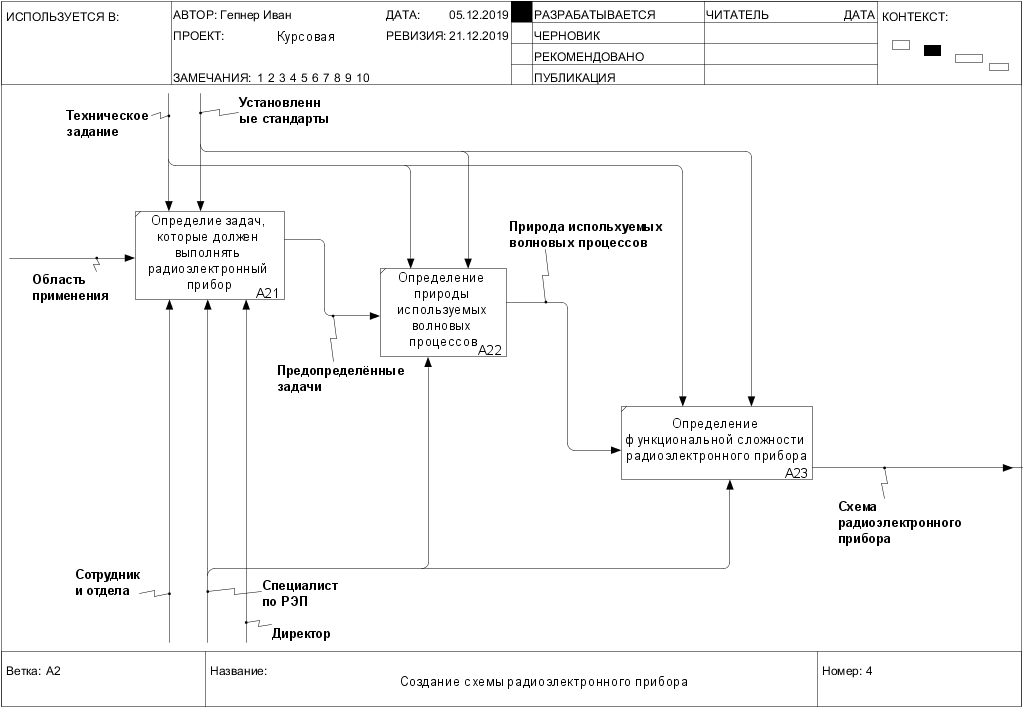 ИСПОЛЬЗУЕТСЯ В:
АВТОР: Гепнер Иван
ДАТА: 05.12.2019
РАЗРАБАТЫВАЕТСЯ
ЧИТАТЕЛЬ
ДАТА
КОНТЕКСТ:
ПРОЕКТ: Курсовая
РЕВИЗИЯ: 21.12.2019
ЧЕРНОВИК
РЕКОМЕНДОВАНО
ЗАМЕЧАНИЯ: 1 2 3 4 5 6 7 8 9 10
ПУБЛИКАЦИЯ
Техническое
задание
Установленн
ые стандарты
Определие задач,
которые должен
выполнять
радиоэлектронный
прибор
A21
Область
применения
Природа испольхуемых
волновых процессов
Определение
природы
используемых
волновых
процессов
A22
Предопределённые
задачи
Определение
функциональной сложности
радиоэлектронного прибора
A23
Схема
радиоэлектронного
прибора
Сотрудник
и отдела
Специалист
по РЭП
Директор
Ветка: A2
Название:
Создание схемы радиоэлектронного прибора
Номер: 4